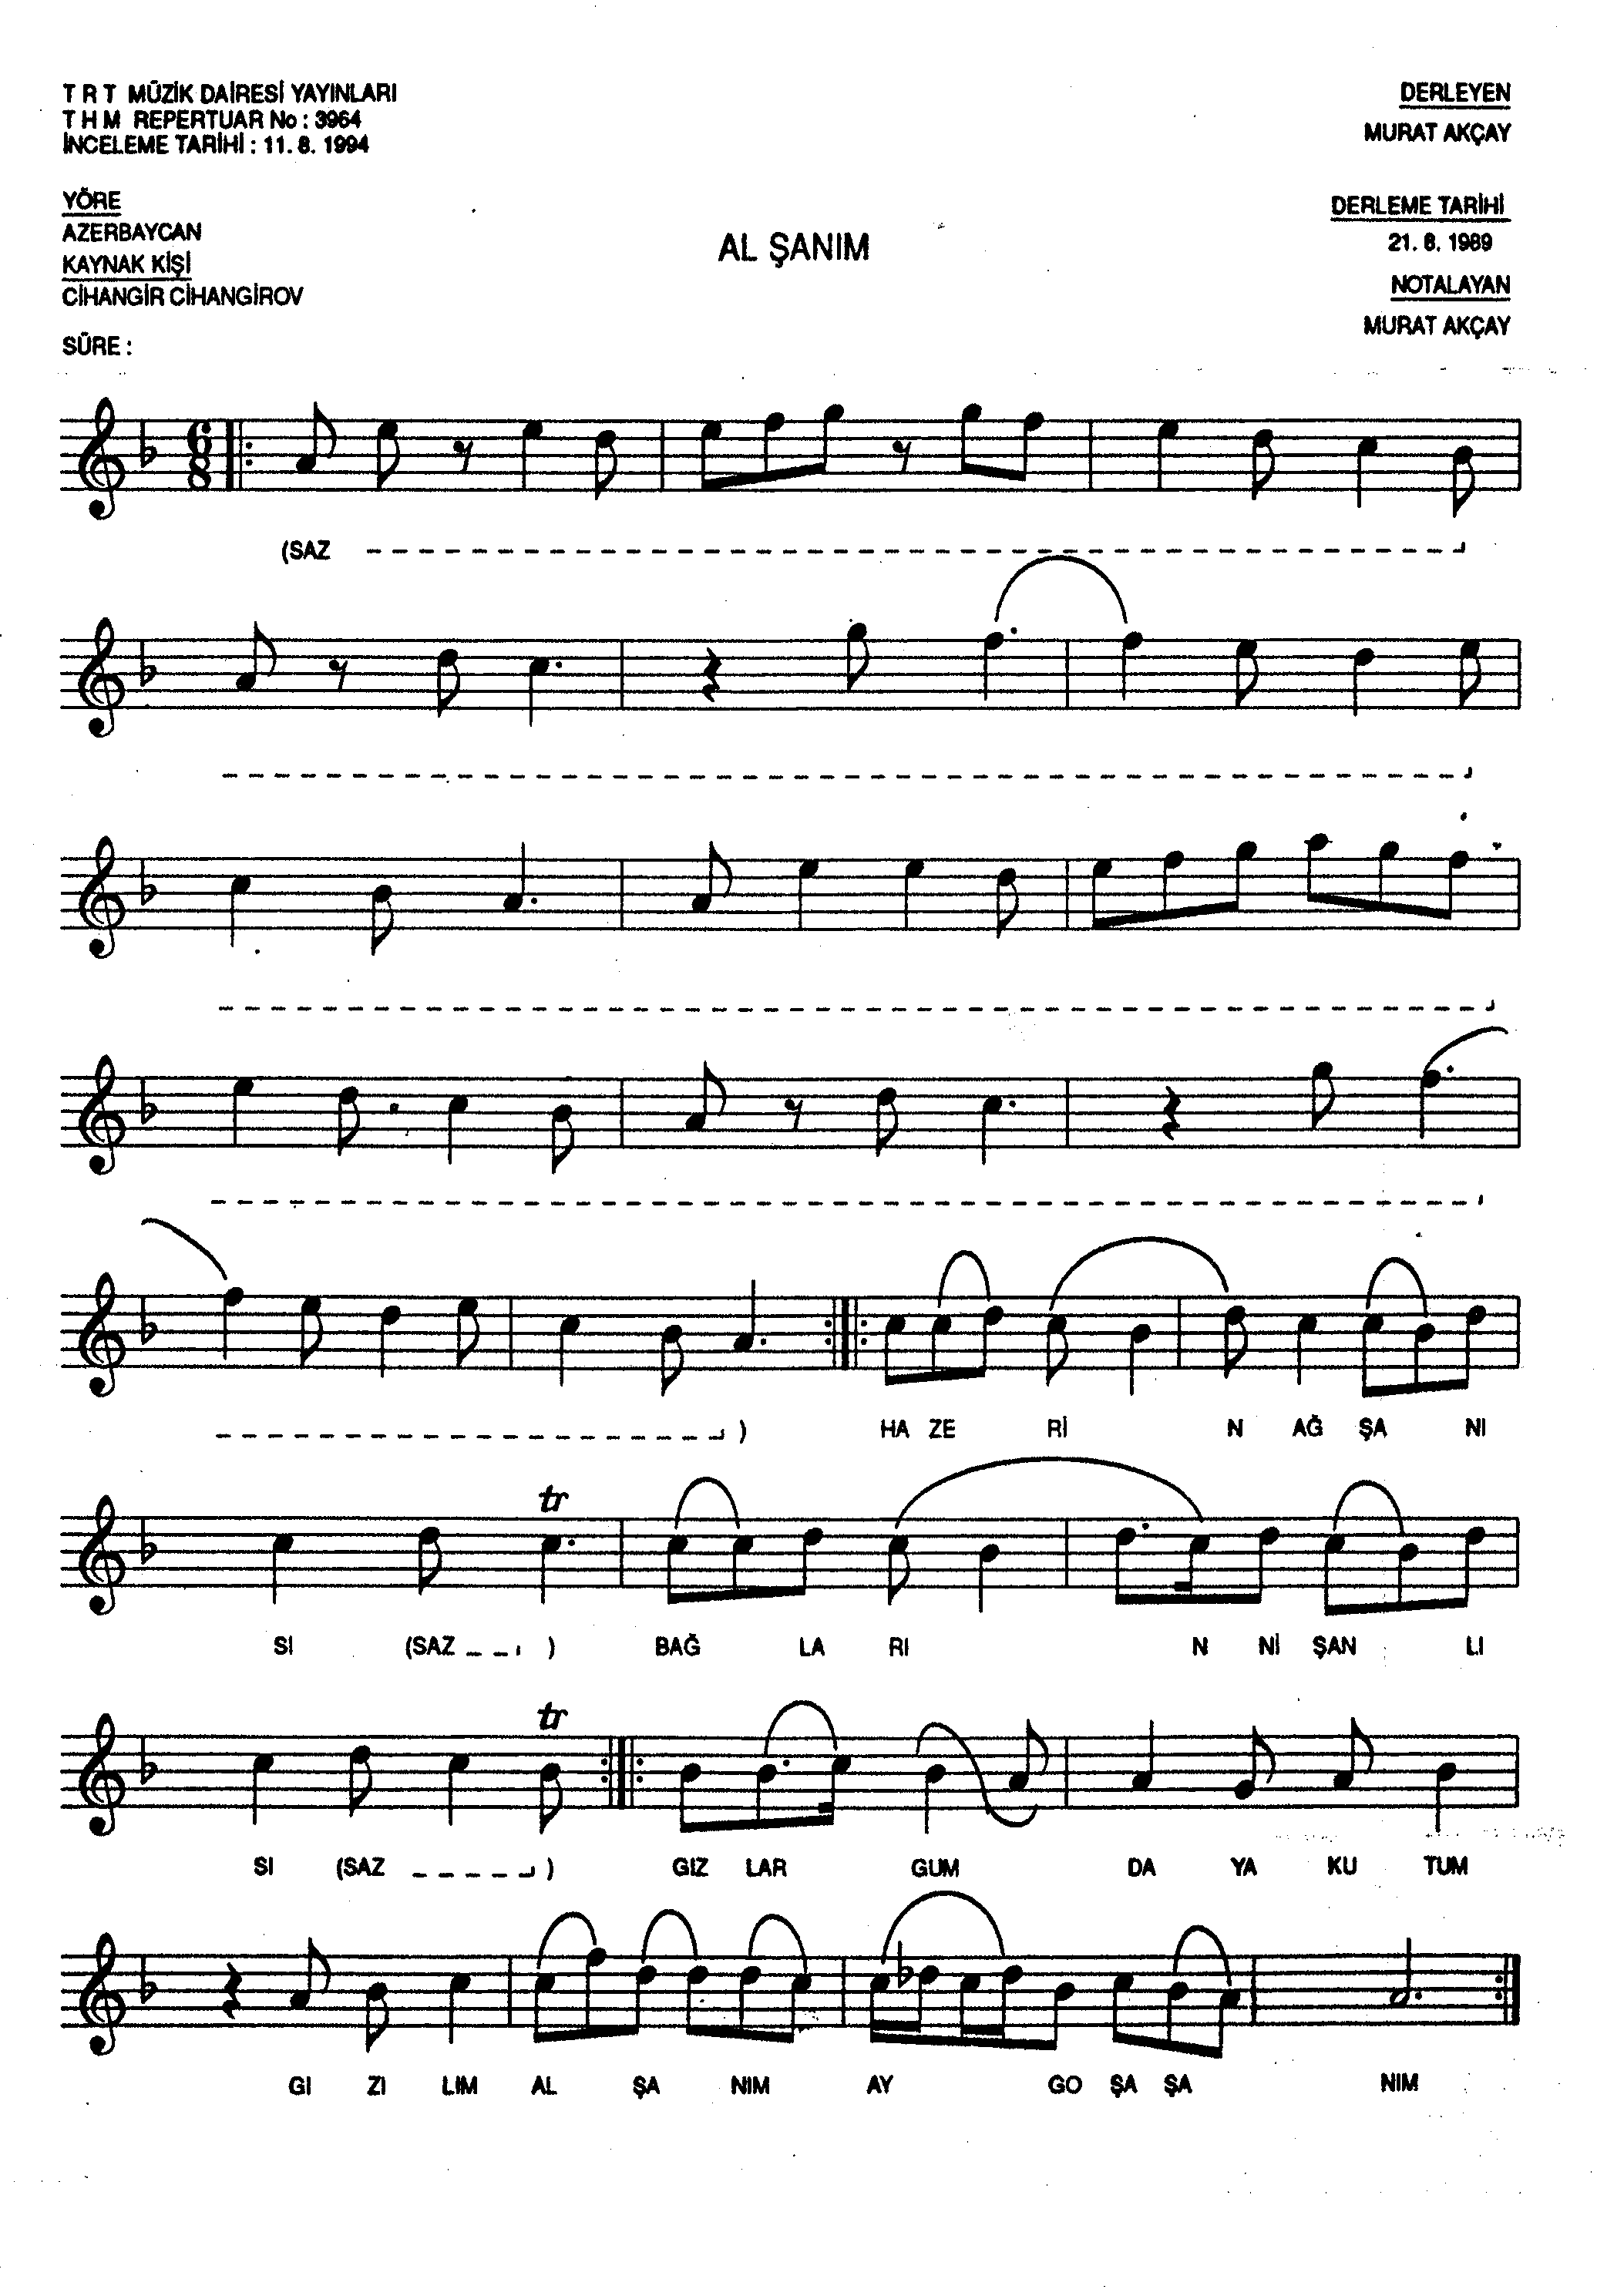 T R T MÜZİK DAİRESİ YAYINLARI
T H M REPERTUAR No : 3964
İNCELEME TARİHİ : 11. 8. 1994
DERLEYEN
MURAT AKÇAY
YÖRE
AZERBAYCAN
KAYNAK KİŞİ
CİHANGİR CİHANGİROV
SÜRE :
AL ŞANIM
DERLEME TARİHİ
21. 8. 1989
NOTALAYAN
MURAT AKÇAY
6
8
(SAZ
)
HA ZE Rİ N AĞ ŞA NI
tr
SI (SAZ ) BAĞ LA RI N Nİ ŞAN LI
tr
SI (SAZ ) GIZ LAR GUM DA YA KU TUM
GI ZI LIM AL ŞA NIM AY GO ŞA ŞA NIM